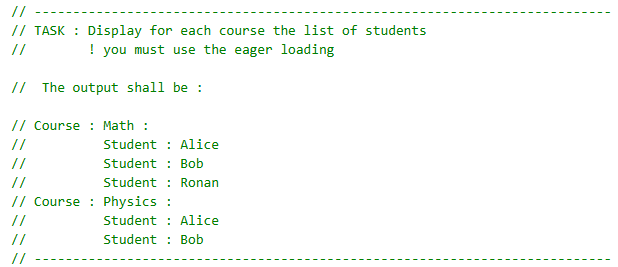 // ---------------------------------------------------------------------------
// TASK : Display for each course the list of students
//        ! you must use the eager loading
//  The output shall be :
// Course : Math :
//          Student : Alice
//          Student : Bob
//          Student : Ronan
// Course : Physics :
//          Student : Alice
//          Student : Bob
// ---------------------------------------------------------------------------